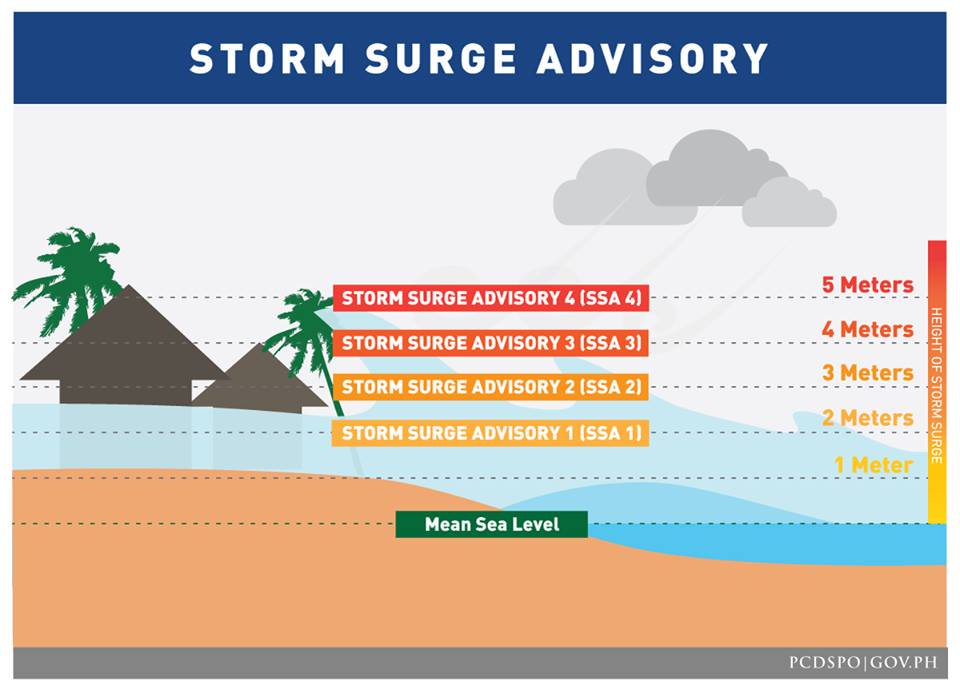 STORM SURGE ADVISORY
5 Meters
STORM SURGE ADVISORY 4 (SSA 4)
4 Meters
STORM SURGE ADVISORY 3 (SSA 3)
3 Meters
STORM SURGE ADVISORY 2 (SSA 2)
2 Meters
STORM SURGE ADVISORY 1 (SSA 1)
1 Meter
HEIGHT OF STORM SURGE
Mean Sea Level
PCDSPO|GOV.PH